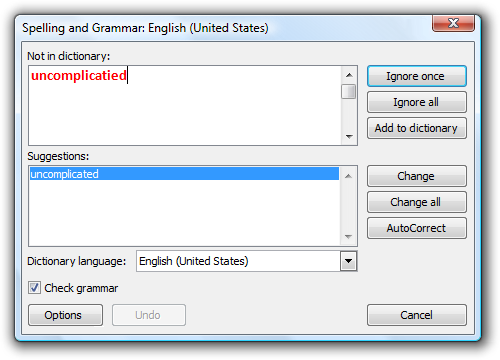 Spelling and Grammar: English (United States)
Not in dictionary:
uncomplicatied
Ignore once
Ignore all
Add to dictionary
Suggestions:
uncomplicated
Change
Change all
AutoCorrect
Dictionary language: English (United States)
Check grammar
Options Undo Cancel